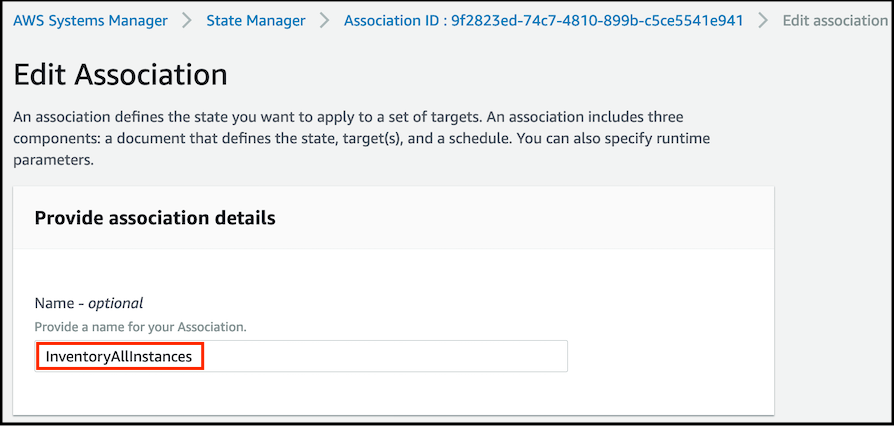 AWS Systems Manager > State Manager > Association ID : 9f2823ed-74c7-4810-899b-c5ce5541e941 > Edit association
Edit Association
An association defines the state you want to apply to a set of targets. An association includes three
components: a document that defines the state, target(s), and a schedule. You can also specify runtime
parameters.
Provide association details
Name - optional
Provide a name for your Association.
InventoryAllInstances